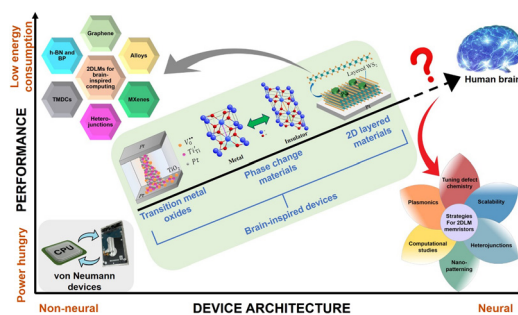 Low energy
consumption
PERFORMANCE
Power hungry
Graphene
h-BN and
BP
Alloys
2DLMs for
brain-
inspired
computing
TMDCs
MXenes
Hetero-
junctions
Layered WS₂
Pt
?
Human brain
Metal
Insulator
2D layered
materials
Phase change
materials
Pt
TiO₂
Pt
Transition metal
oxides
Brain-inspired devices
CPU
von Neumann
devices
Tuning defect
chemistry
Plasmonics
Scalability
Strategies
For 2DLM
memristors
Computational
studies
Heterojunctions
Nano-
patterning
Non-neural
DEVICE ARCHITECTURE
Neural